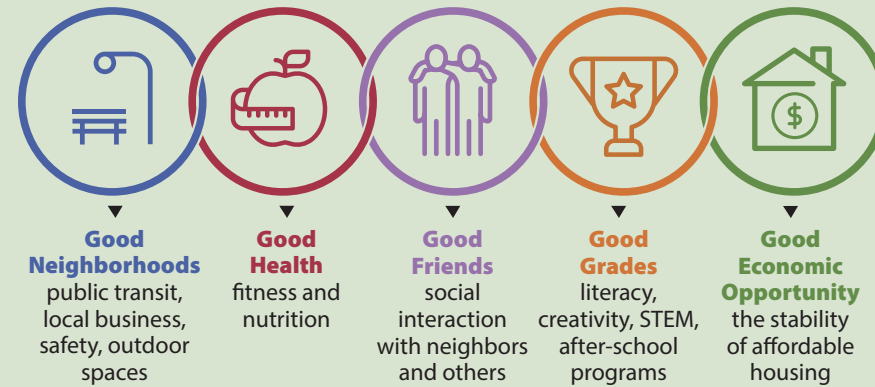 Good
Neighborhoods
public transit,
local business,
safety, outdoor
spaces
Good
Health
fitness and
nutrition
Good
Friends
social
interaction
with neighbors
and others
Good
Grades
literacy,
creativity, STEM,
after-school
programs
$
Good
Economic
Opportunity
the stability
of affordable
housing